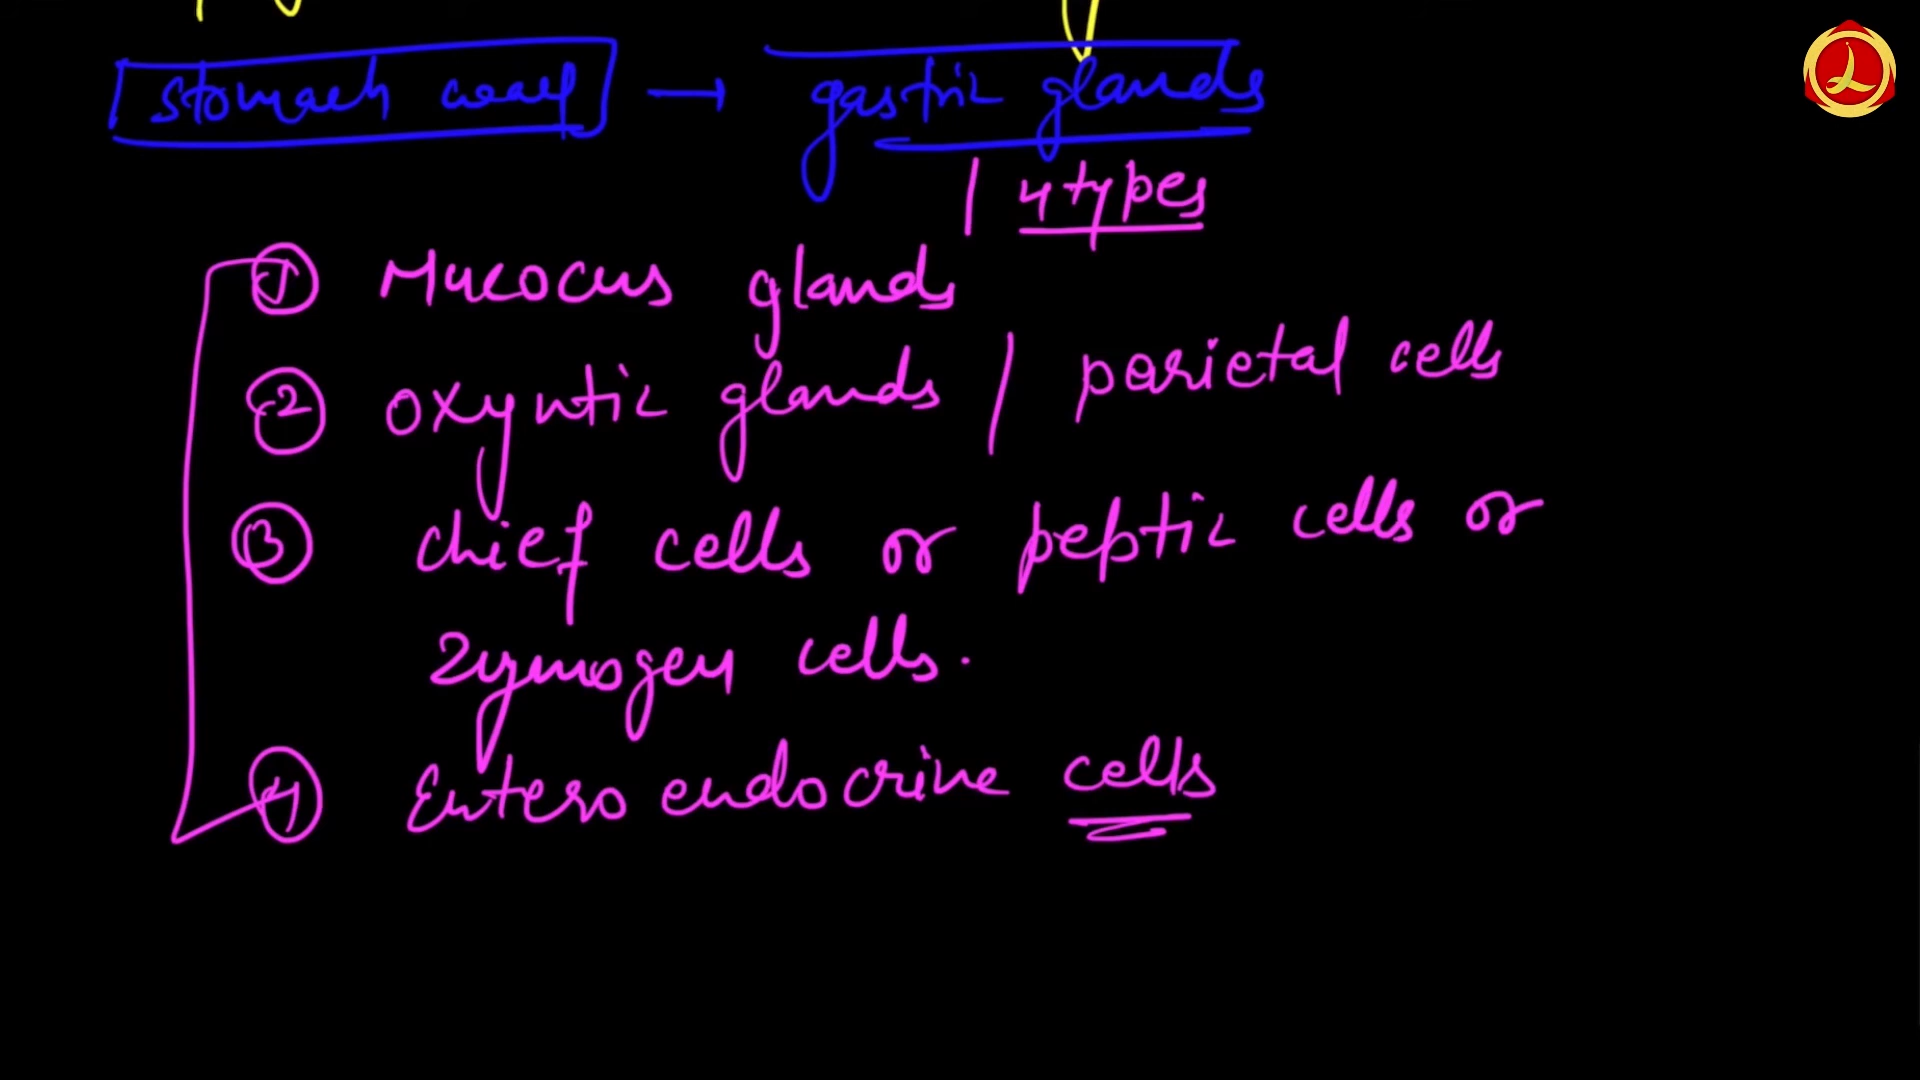 stomach wall → gastric glands
4 types
① Mucocus glands
② oxyntic glands / parietal cells
③ chief cells or peptic cells or
zymogen cells.
④ Entero endocrine cells